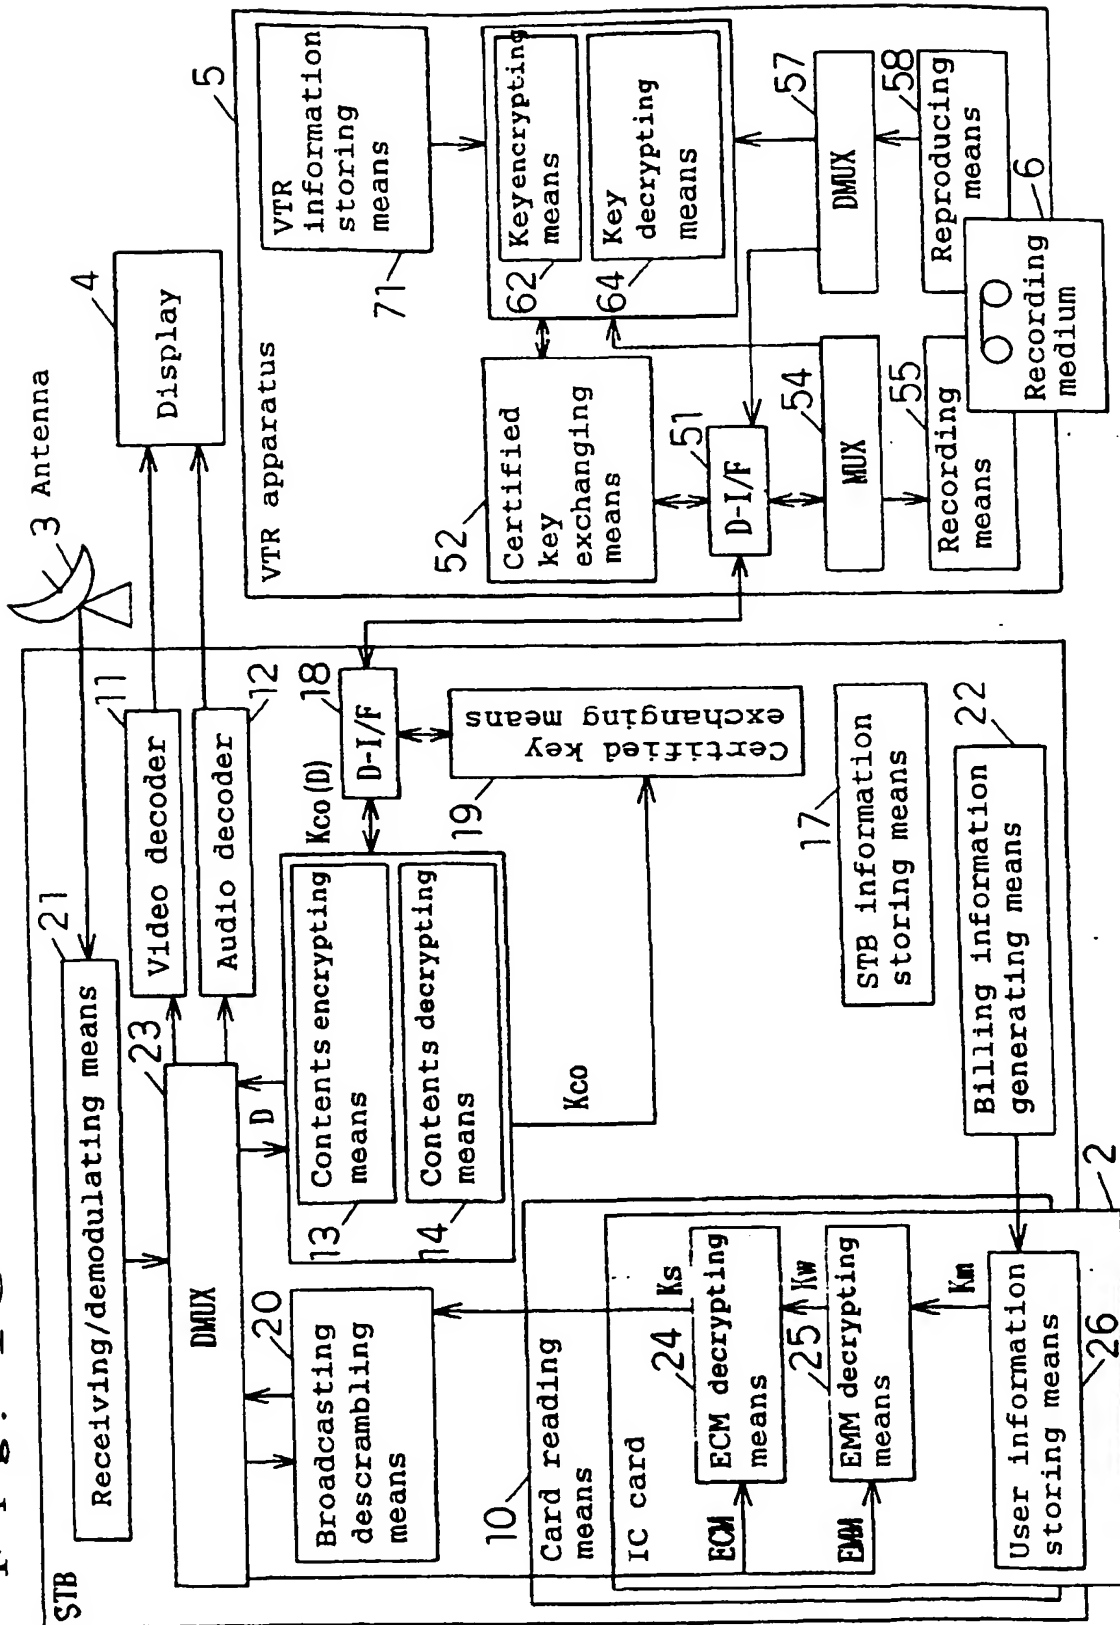 STB
Receiving/demodulating means
21
3 Antenna
4
Display
DMUX
23
Video decoder
11
Audio decoder
12
D
Broadcasting
descrambling
means
20
Contents encrypting
means
13
Contents decrypting
means
14
Kco(D)
D-I/F
18
Certified key
exchanging means
19
Kco
STB information
storing means
17
Billing information
generating means
22
Card reading
means
10
IC card
2
ECM
EMM
ECM decrypting
means
24
Ks
Kw
EMM decrypting
means
25
Km
User information
storing means
26
VTR apparatus
5
VTR
information
storing
means
71
Certified
key
exchanging
means
52
Keyencrypting
means
62
Key
decrypting
means
64
D-I/F
51
MUX
54
DMUX
57
Recording
means
55
Reproducing
means
58
Recording
medium
6